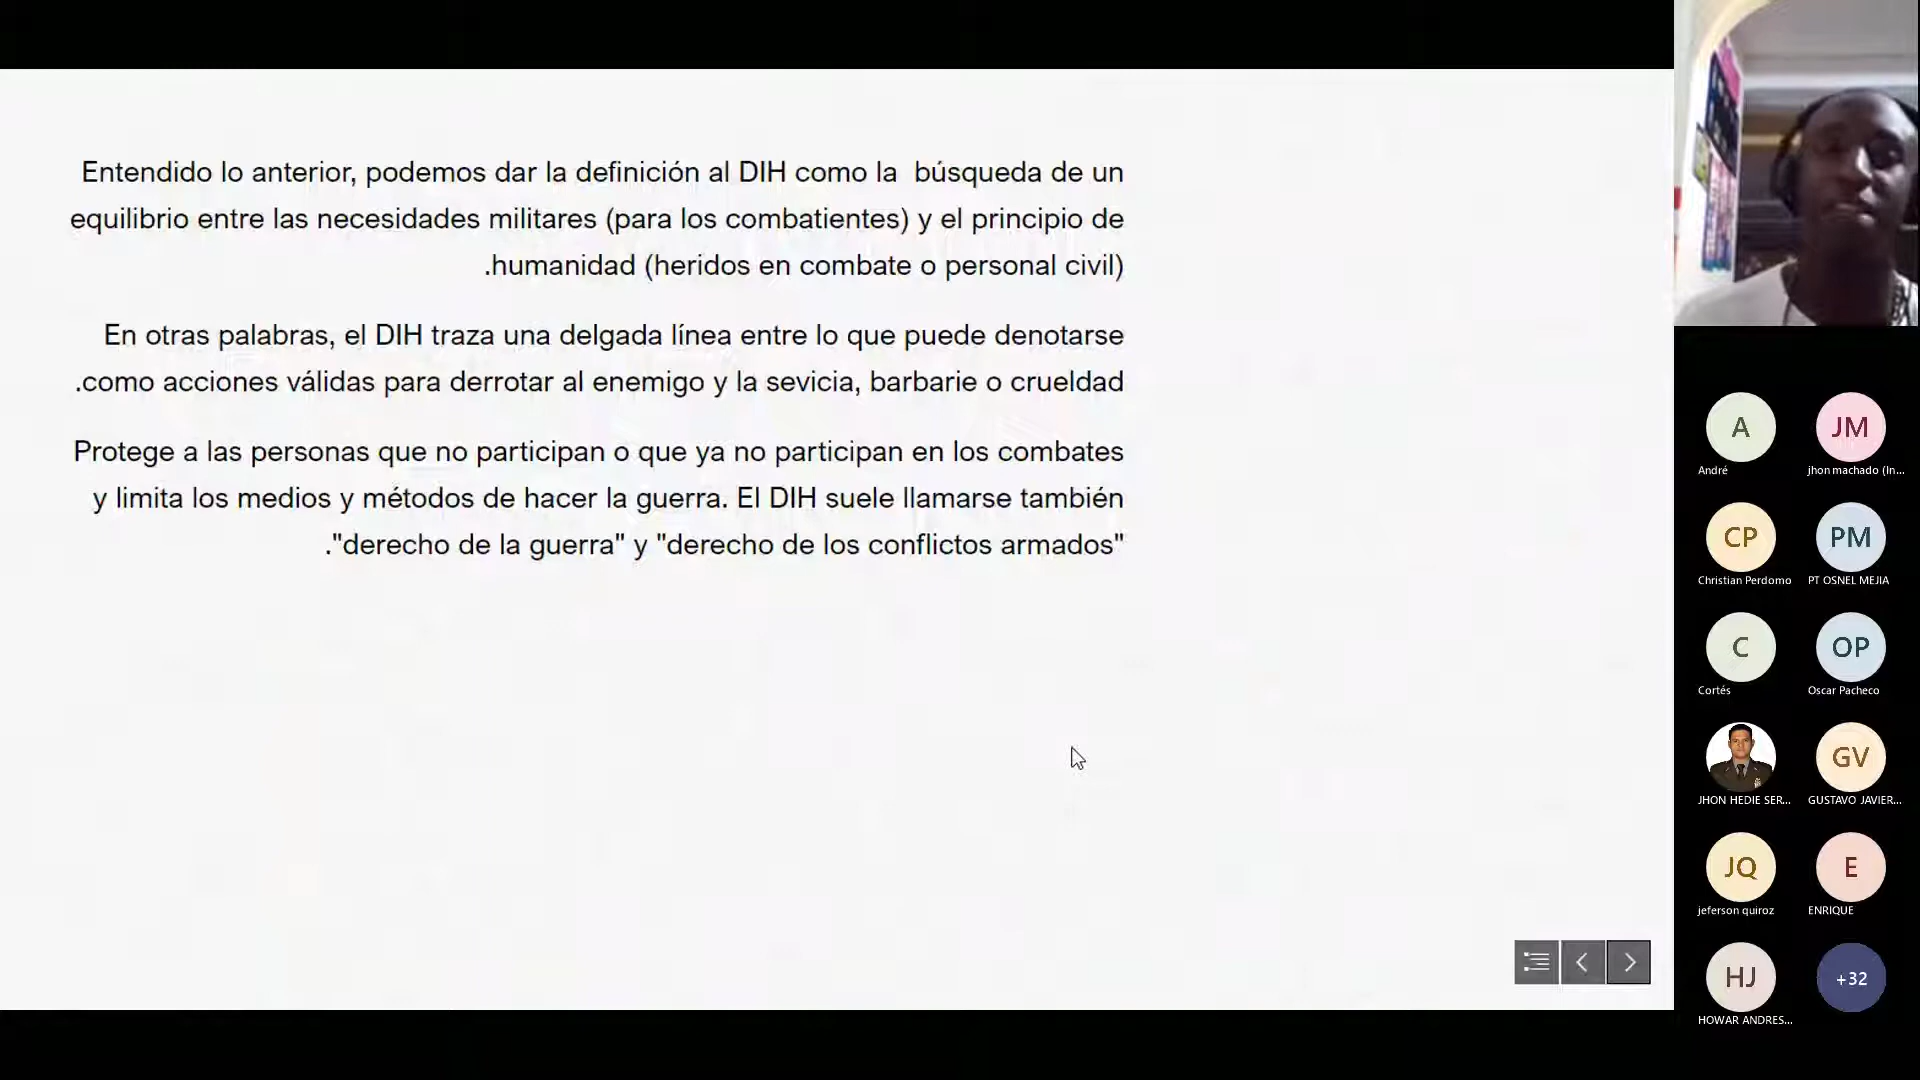 Entendido lo anterior, podemos dar la definición al DIH como la  búsqueda de un
equilibrio entre las necesidades militares (para los combatientes) y el principio de
.humanidad (heridos en combate o personal civil)
En otras palabras, el DIH traza una delgada línea entre lo que puede denotarse
.como acciones válidas para derrotar al enemigo y la sevicia, barbarie o crueldad
Protege a las personas que no participan o que ya no participan en los combates
y limita los medios y métodos de hacer la guerra. El DIH suele llamarse también
."derecho de la guerra" y "derecho de los conflictos armados"
A
André
JM
jhon machado (In...
CP
Christian Perdomo
PM
PT OSNEL MEJIA
C
Cortés
OP
Oscar Pacheco
JHON HEDIE SER...
GV
GUSTAVO JAVIER...
JQ
jeferson quiroz
E
ENRIQUE
HJ
HOWAR ANDRES...
+32